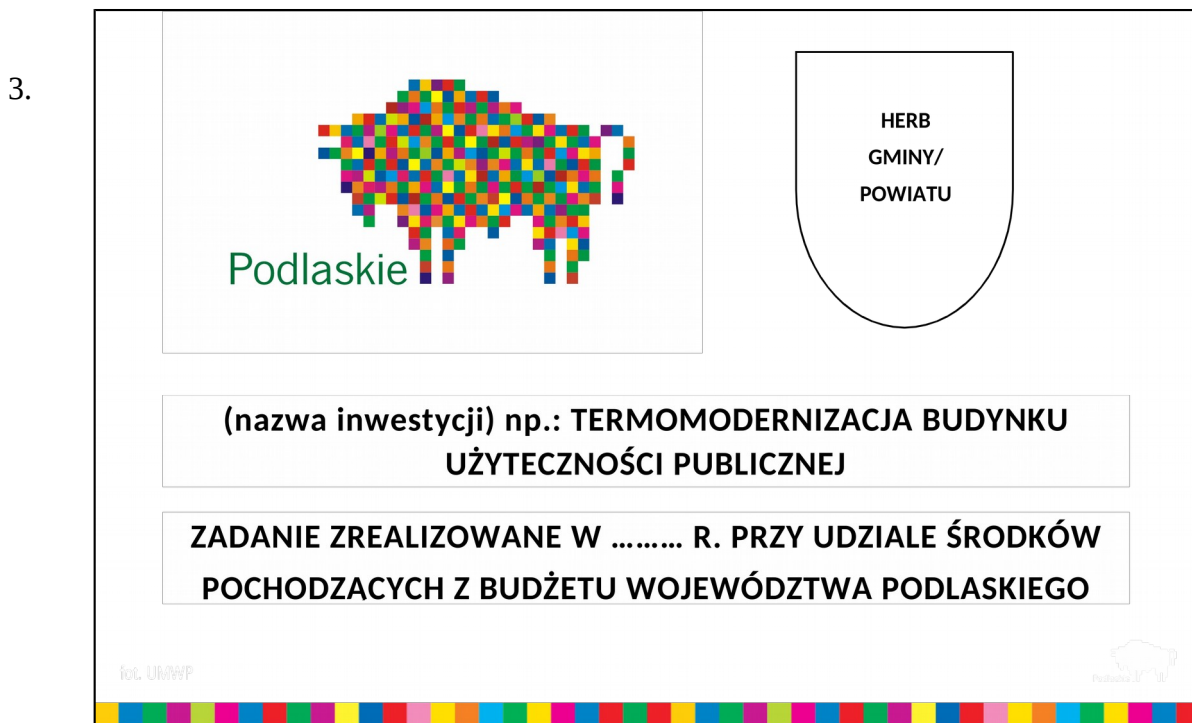 3.
HERB
GMINY/
POWIATU
Podlaskie
(nazwa inwestycji) np.: TERMOMODERNIZACJA BUDYNKU
UŻYTECZNOŚCI PUBLICZNEJ
ZADANIE ZREALIZOWANE W ……… R. PRZY UDZIALE ŚRODKÓW
POCHODZĄCYCH Z BUDŻETU WOJEWÓDZTWA PODLASKIEGO
fot. UMWP
Podlaskie